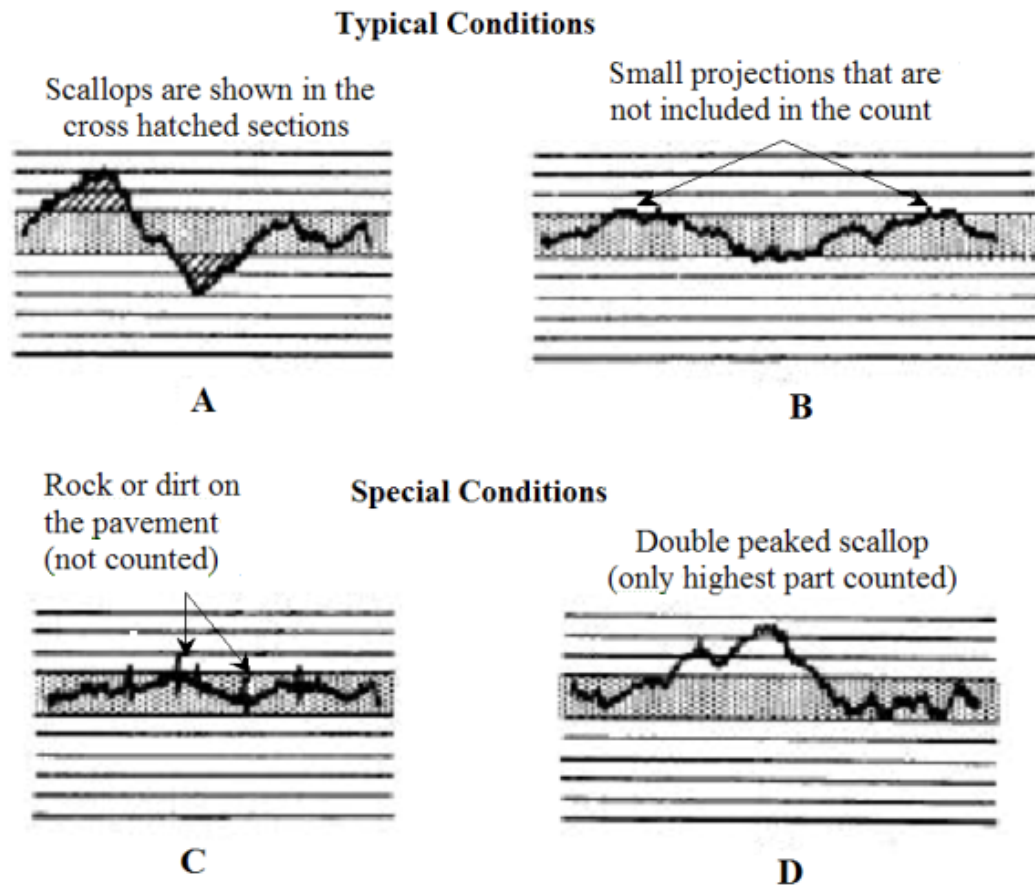 Typical Conditions
Scallops are shown in the
cross hatched sections
Small projections that are
not included in the count
A
B
Rock or dirt on
the pavement
(not counted)
Special Conditions
Double peaked scallop
(only highest part counted)
C
D